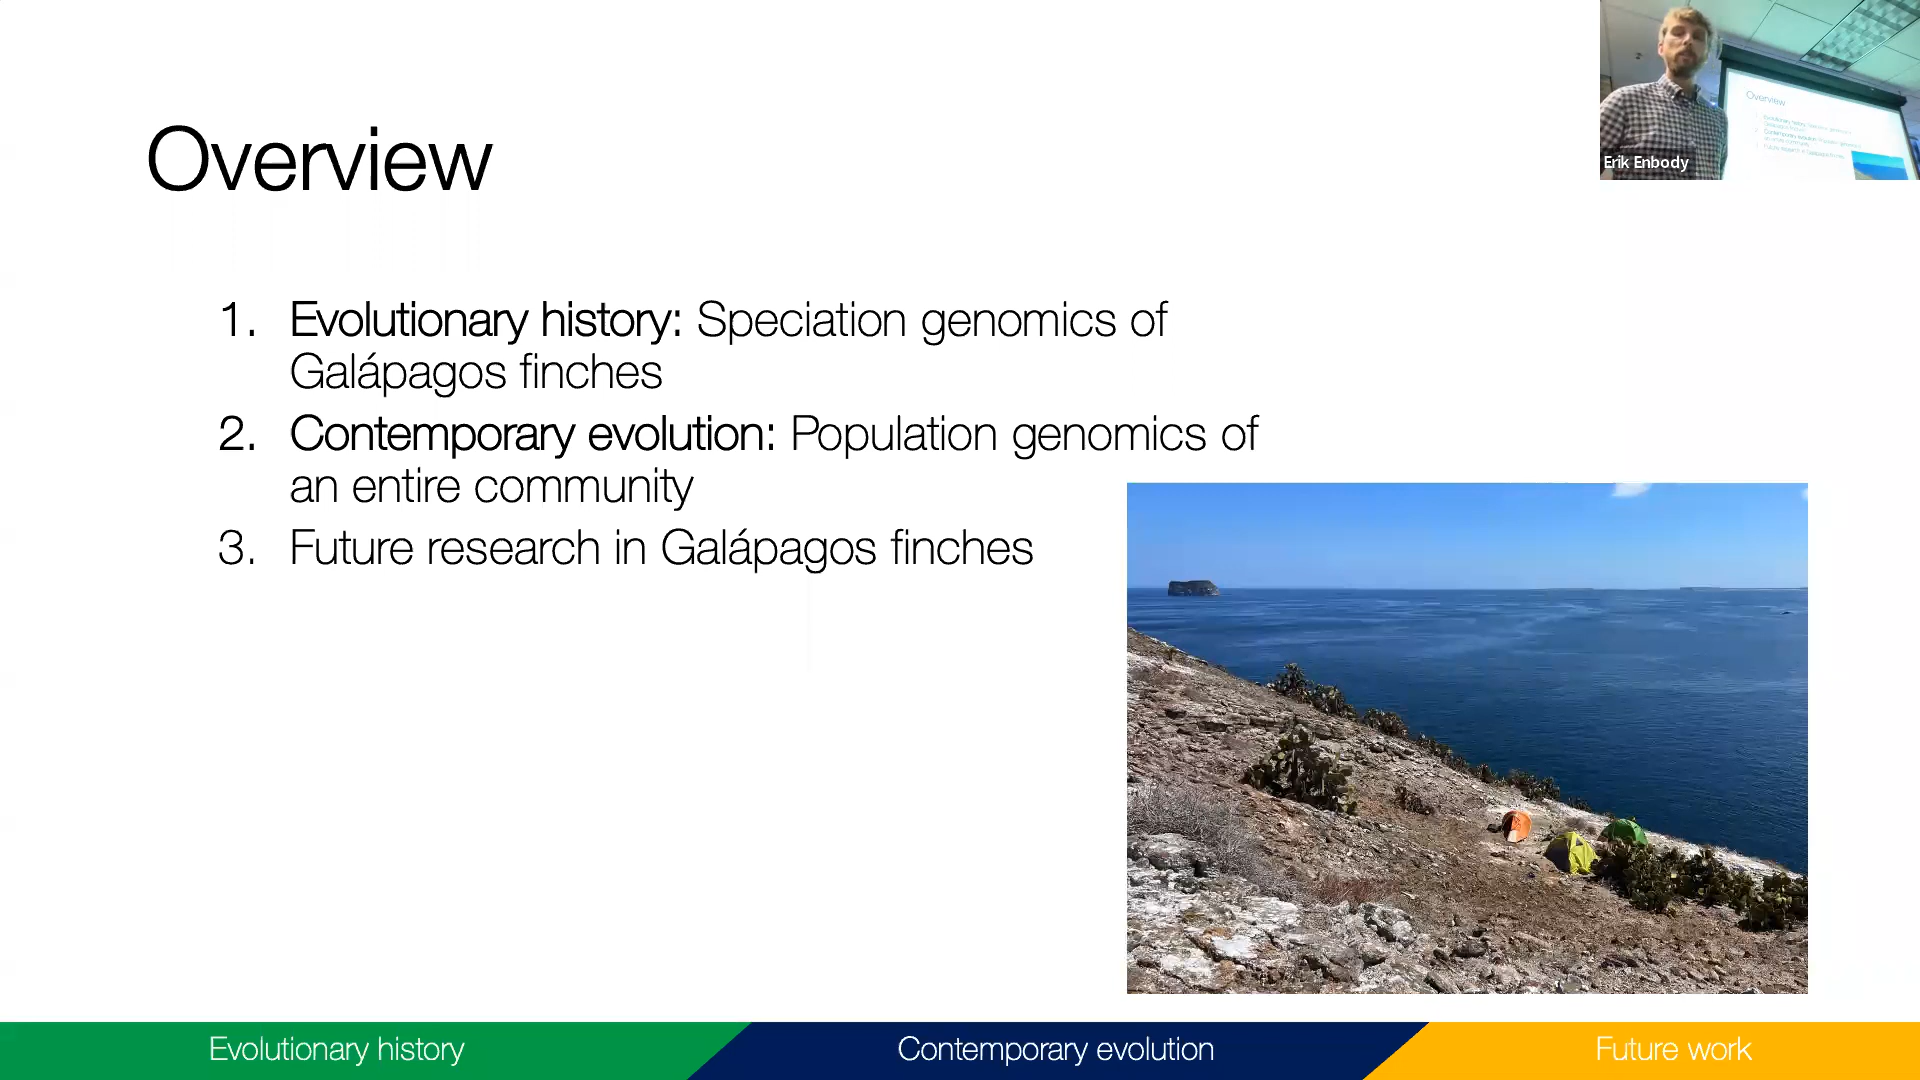 Overview
1. Evolutionary history: Speciation genomics of
Galápagos finches
2. Contemporary evolution: Population genomics of
an entire community
3. Future research in Galápagos finches
Erik Enbody
Overview
Evolutionary history
Contemporary evolution
Future work